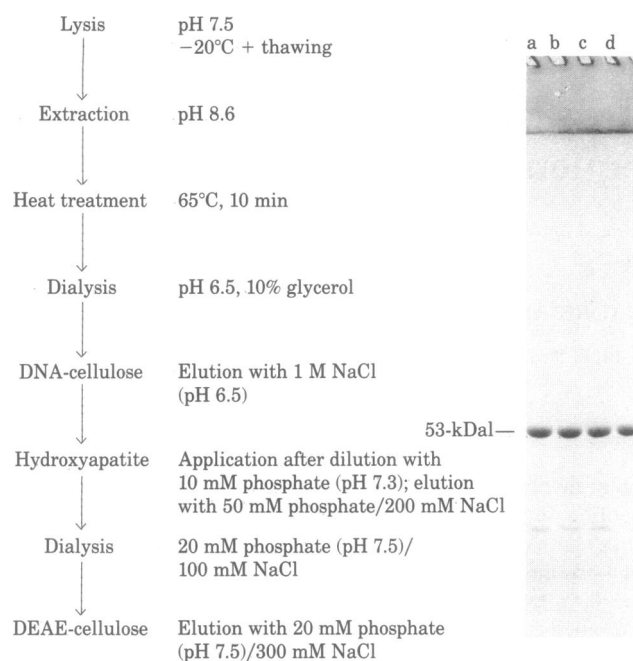 Lysis pH 7.5
−20°C + thawing
Extraction pH 8.6
Heat treatment 65°C, 10 min
Dialysis pH 6.5, 10% glycerol
DNA-cellulose Elution with 1 M NaCl
(pH 6.5)
Hydroxyapatite Application after dilution with
10 mM phosphate (pH 7.3); elution
with 50 mM phosphate/200 mM NaCl
Dialysis 20 mM phosphate (pH 7.5)/
100 mM NaCl
DEAE-cellulose Elution with 20 mM phosphate
(pH 7.5)/300 mM NaCl
a b c d
53-kDal—